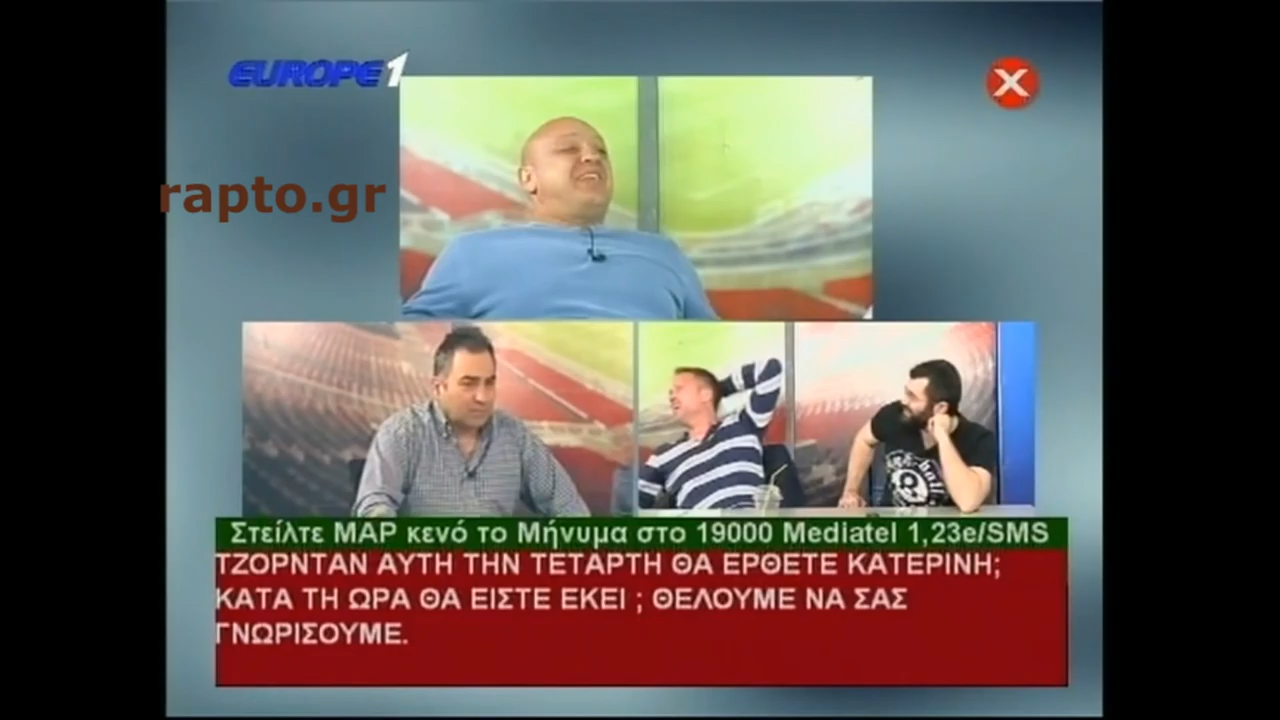 EUROPE 1
X
rapto.gr
Στείλτε ΜΑΡ κενό το Μήνυμα στο 19000 Mediatel 1,23e/SMS
ΤΖΟΡΝΤΑΝ ΑΥΤΗ ΤΗΝ ΤΕΤΑΡΤΗ ΘΑ ΕΡΘΕΤΕ ΚΑΤΕΡΙΝΗ;
ΚΑΤΑ ΤΗ ΩΡΑ ΘΑ ΕΙΣΤΕ ΕΚΕΙ ; ΘΕΛΟΥΜΕ ΝΑ ΣΑΣ
ΓΝΩΡΙΣΟΥΜΕ.